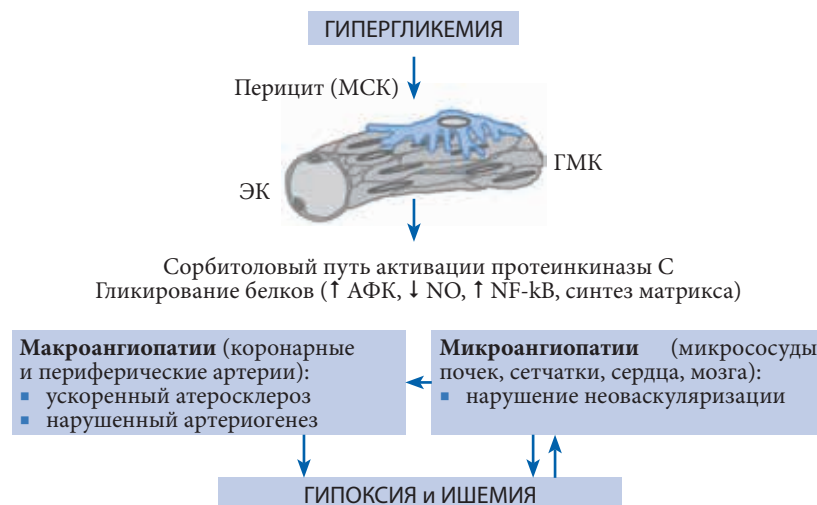 ГИПЕРГЛИКЕМИЯ
Перицит (МСК)
ГМК
ЭК
Сорбитоловый путь активации протеинкиназы С
Гликирование белков (↑ АФК, ↓ NO, ↑ NF-kB, синтез матрикса)
Макроангиопатии (коронарные
и периферические артерии):
▪ ускоренный атеросклероз
▪ нарушенный артериогенез
Микроангиопатии (микрососуды
почек, сетчатки, сердца, мозга):
▪ нарушение неоваскуляризации
ГИПОКСИЯ и ИШЕМИЯ